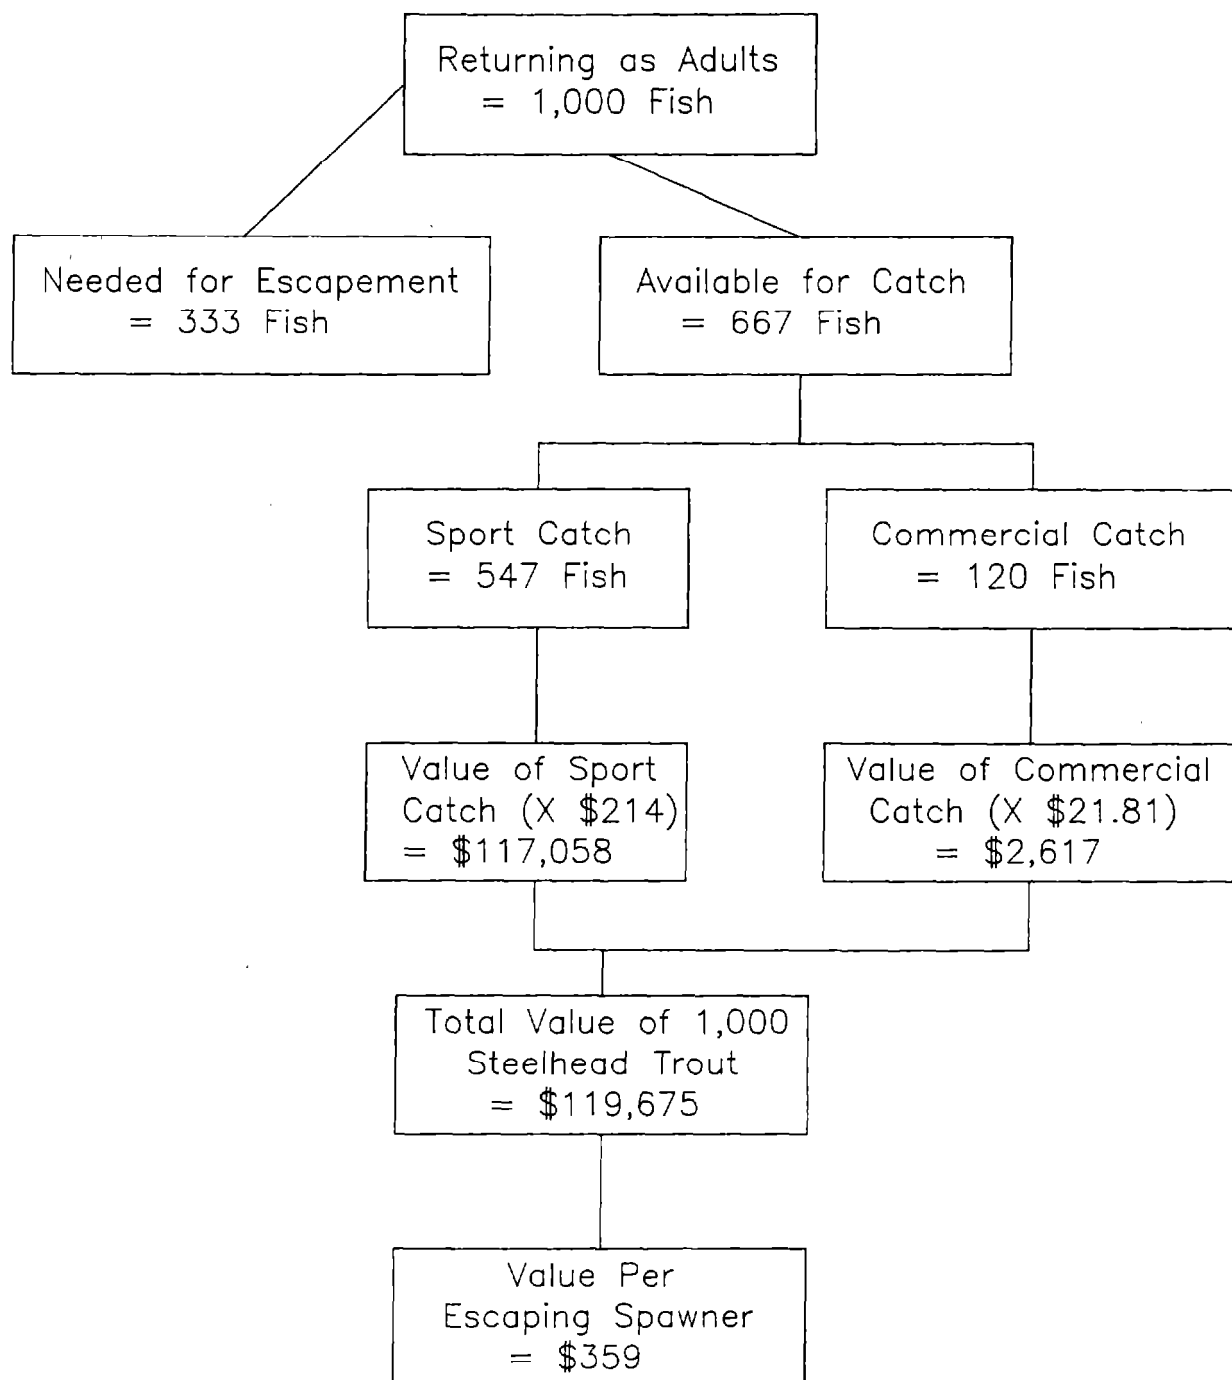 Returning as Adults
= 1,000 Fish
Needed for Escapement
= 333 Fish
Available for Catch
= 667 Fish
Sport Catch
= 547 Fish
Commercial Catch
= 120 Fish
Value of Sport
Catch (X $214)
= $117,058
Value of Commercial
Catch (X $21.81)
= $2,617
Total Value of 1,000
Steelhead Trout
= $119,675
Value Per
Escaping Spawner
= $359